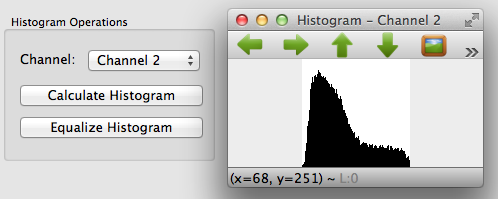 Histogram Operations
Channel: Channel 2
Calculate Histogram
Equalize Histogram
Histogram – Channel 2
»
(x=68, y=251) ~ L:0